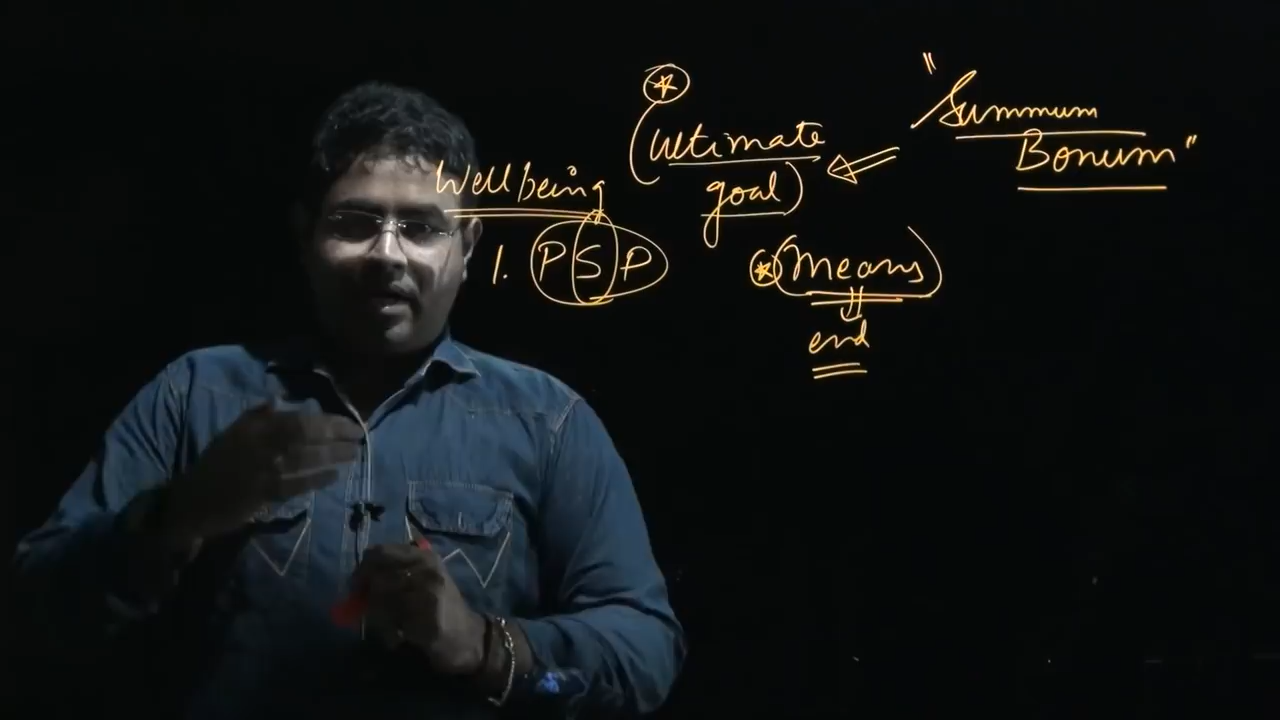 "Summum
Bonum"
(ultimate
goal)
Wellbeing
1. PSP
(Means)
end